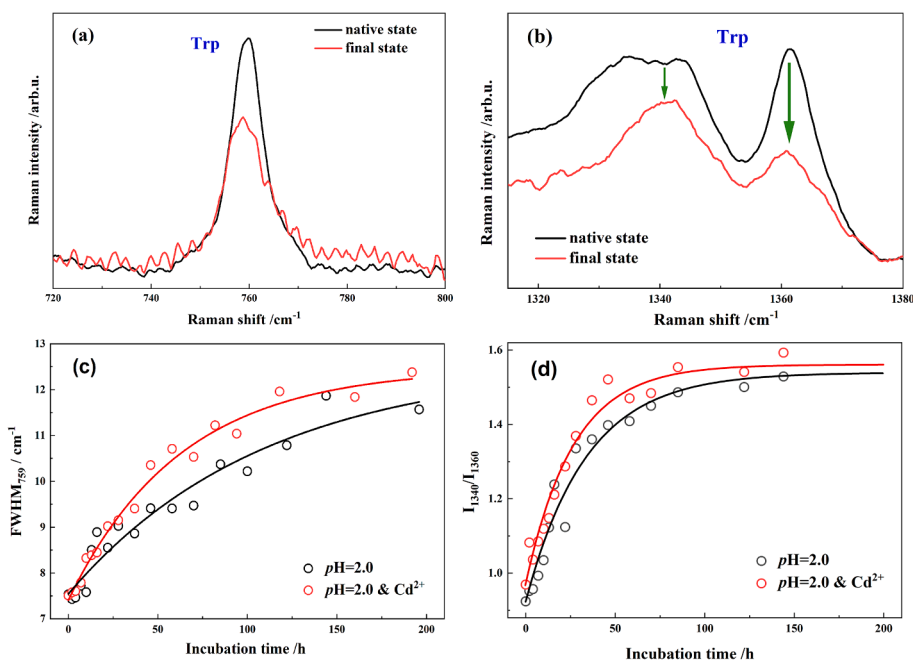 (a)
Trp
native state
final state
Raman intensity /arb.u.
720 740 760 780 800
Raman shift /cm⁻¹
(b)
Trp
native state
final state
Raman intensity /arb.u.
1320 1340 1360 1380
Raman shift /cm⁻¹
(c)
13
12
11
10
9
8
7
FWHM₇₅₉ / cm⁻¹
pH=2.0
pH=2.0 & Cd²⁺
0 50 100 150 200
Incubation time /h
(d)
1.6
1.4
1.2
1.0
I₁₃₄₀/I₁₃₆₀
pH=2.0
pH=2.0 & Cd²⁺
0 50 100 150 200
Incubation time /h